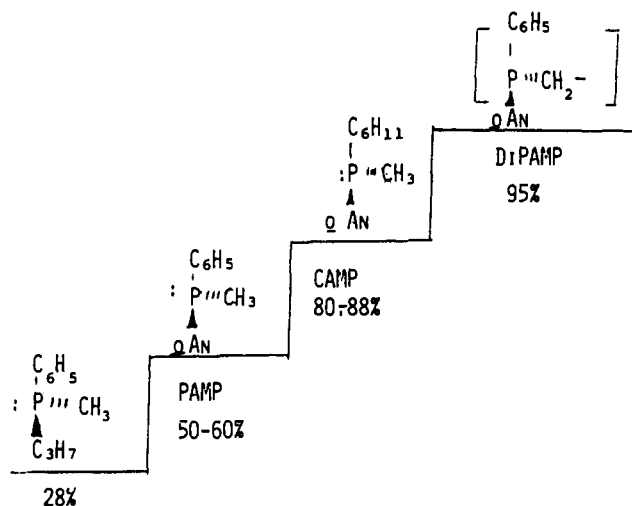 C6H5
P '''CH2−
o AN
DiPAMP
95%
C6H11
:P ''CH3
o AN
CAMP
80-88%
C6H5
: P '''CH3
o AN
PAMP
50-60%
C6H5
: P ''' CH3
C3H7
28%